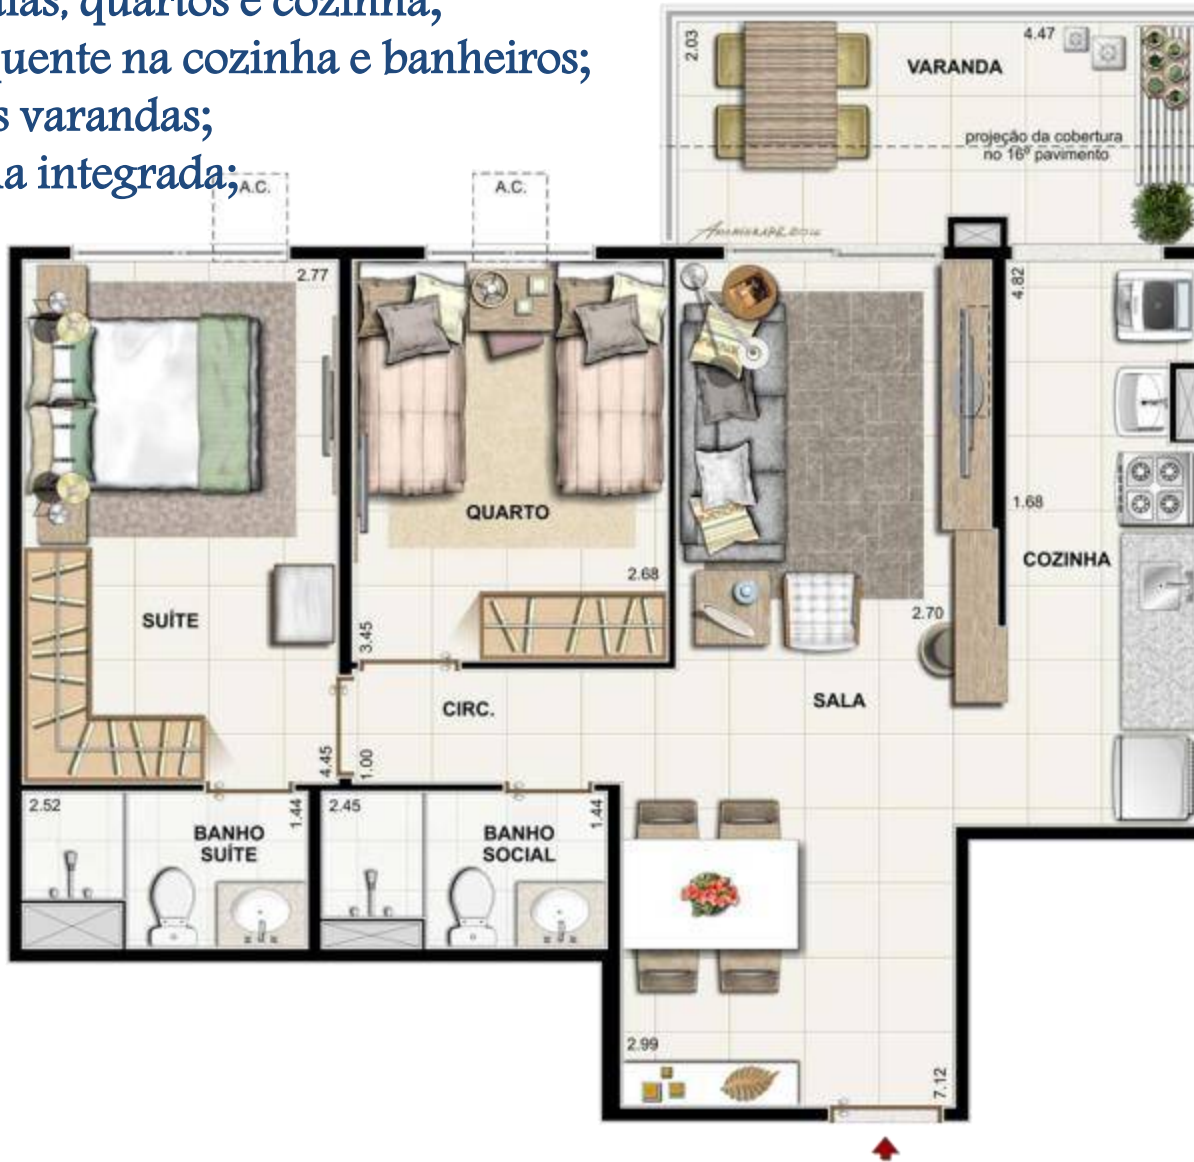 quartos e cozinha,
na cozinha e banheiros;
varandas;
integrada;
A.C.
A.C.
2.03
VARANDA
4.47
projeção da cobertura
no 16º pavimento
2.77
4.82
QUARTO
1.68
COZINHA
2.68
2.70
SUÍTE
3.45
CIRC.
SALA
4.45
1.00
2.52
1.44
2.45
1.44
BANHO
SUÍTE
BANHO
SOCIAL
2.99
7.12